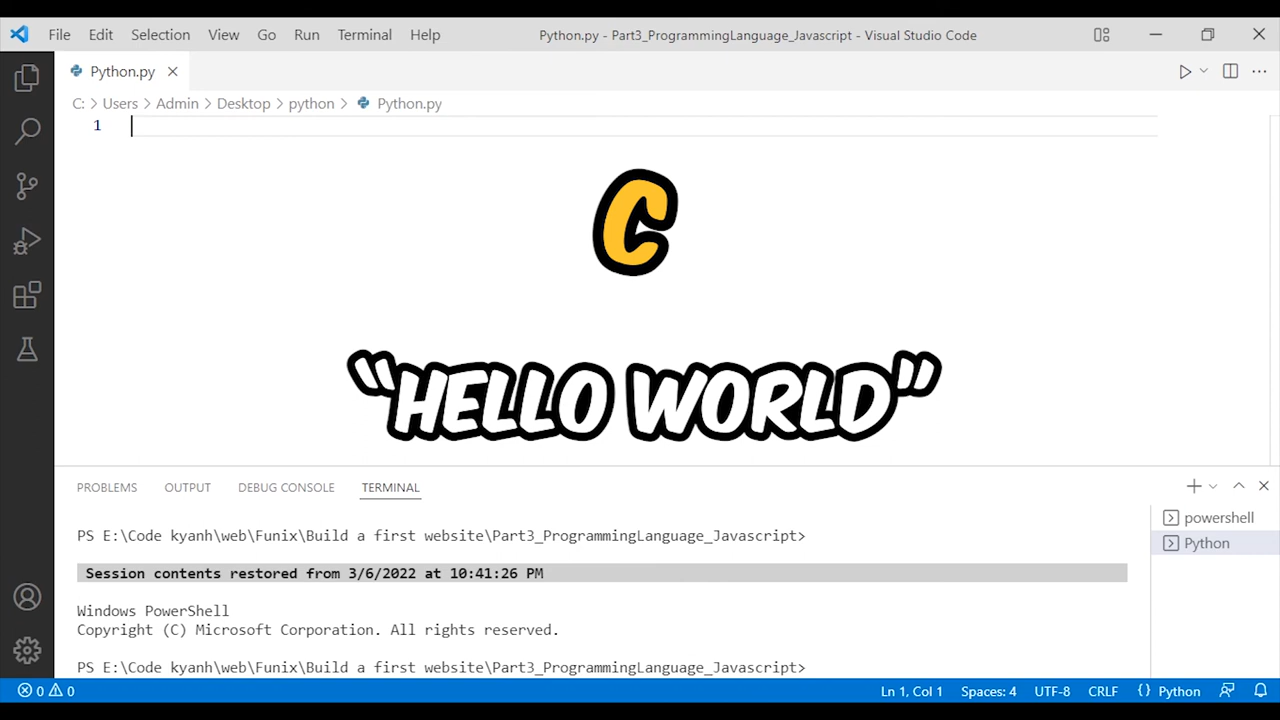 File Edit Selection View Go Run Terminal Help Python.py - Part3_ProgrammingLanguage_Javascript - Visual Studio Code
Python.py
C: > Users > Admin > Desktop > python > Python.py
1
C
“HELLO WORLD”
PROBLEMS OUTPUT DEBUG CONSOLE TERMINAL
powershell
Python
PS E:\Code kyanh\web\Funix\Build a first website\Part3_ProgrammingLanguage_Javascript>
Session contents restored from 3/6/2022 at 10:41:26 PM
Windows PowerShell
Copyright (C) Microsoft Corporation. All rights reserved.
PS E:\Code kyanh\web\Funix\Build a first website\Part3_ProgrammingLanguage_Javascript>
0 0 Ln 1, Col 1 Spaces: 4 UTF-8 CRLF {} Python